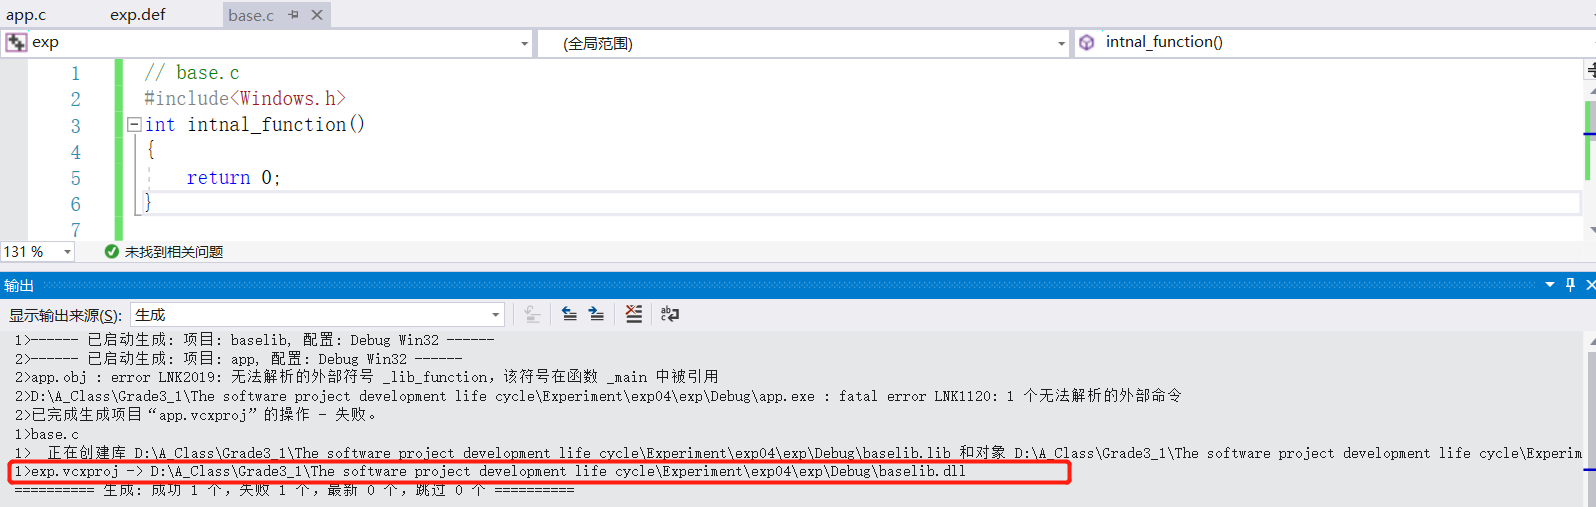 app.c exp.def base.c
exp (全局范围) intnal_function()
1 // base.c
2 #include<Windows.h>
3 int intnal_function()
4 {
5 return 0;
6 }
7
131 % 未找到相关问题
输出
显示输出来源(S): 生成
1>------ 已启动生成: 项目: baselib, 配置: Debug Win32 ------
2>------ 已启动生成: 项目: app, 配置: Debug Win32 ------
2>app.obj : error LNK2019: 无法解析的外部符号 _lib_function，该符号在函数 _main 中被引用
2>D:\A_Class\Grade3_1\The software project development life cycle\Experiment\exp04\exp\Debug\app.exe : fatal error LNK1120: 1 个无法解析的外部命令
2>已完成生成项目“app.vcxproj”的操作 - 失败。
1>base.c
1> 正在创建库 D:\A_Class\Grade3_1\The software project development life cycle\Experiment\exp04\exp\Debug\baselib.lib 和对象 D:\A_Class\Grade3_1\The software project development life cycle\Experim
1>exp.vcxproj -> D:\A_Class\Grade3_1\The software project development life cycle\Experiment\exp04\exp\Debug\baselib.dll
========== 生成: 成功 1 个，失败 1 个，最新 0 个，跳过 0 个 ==========